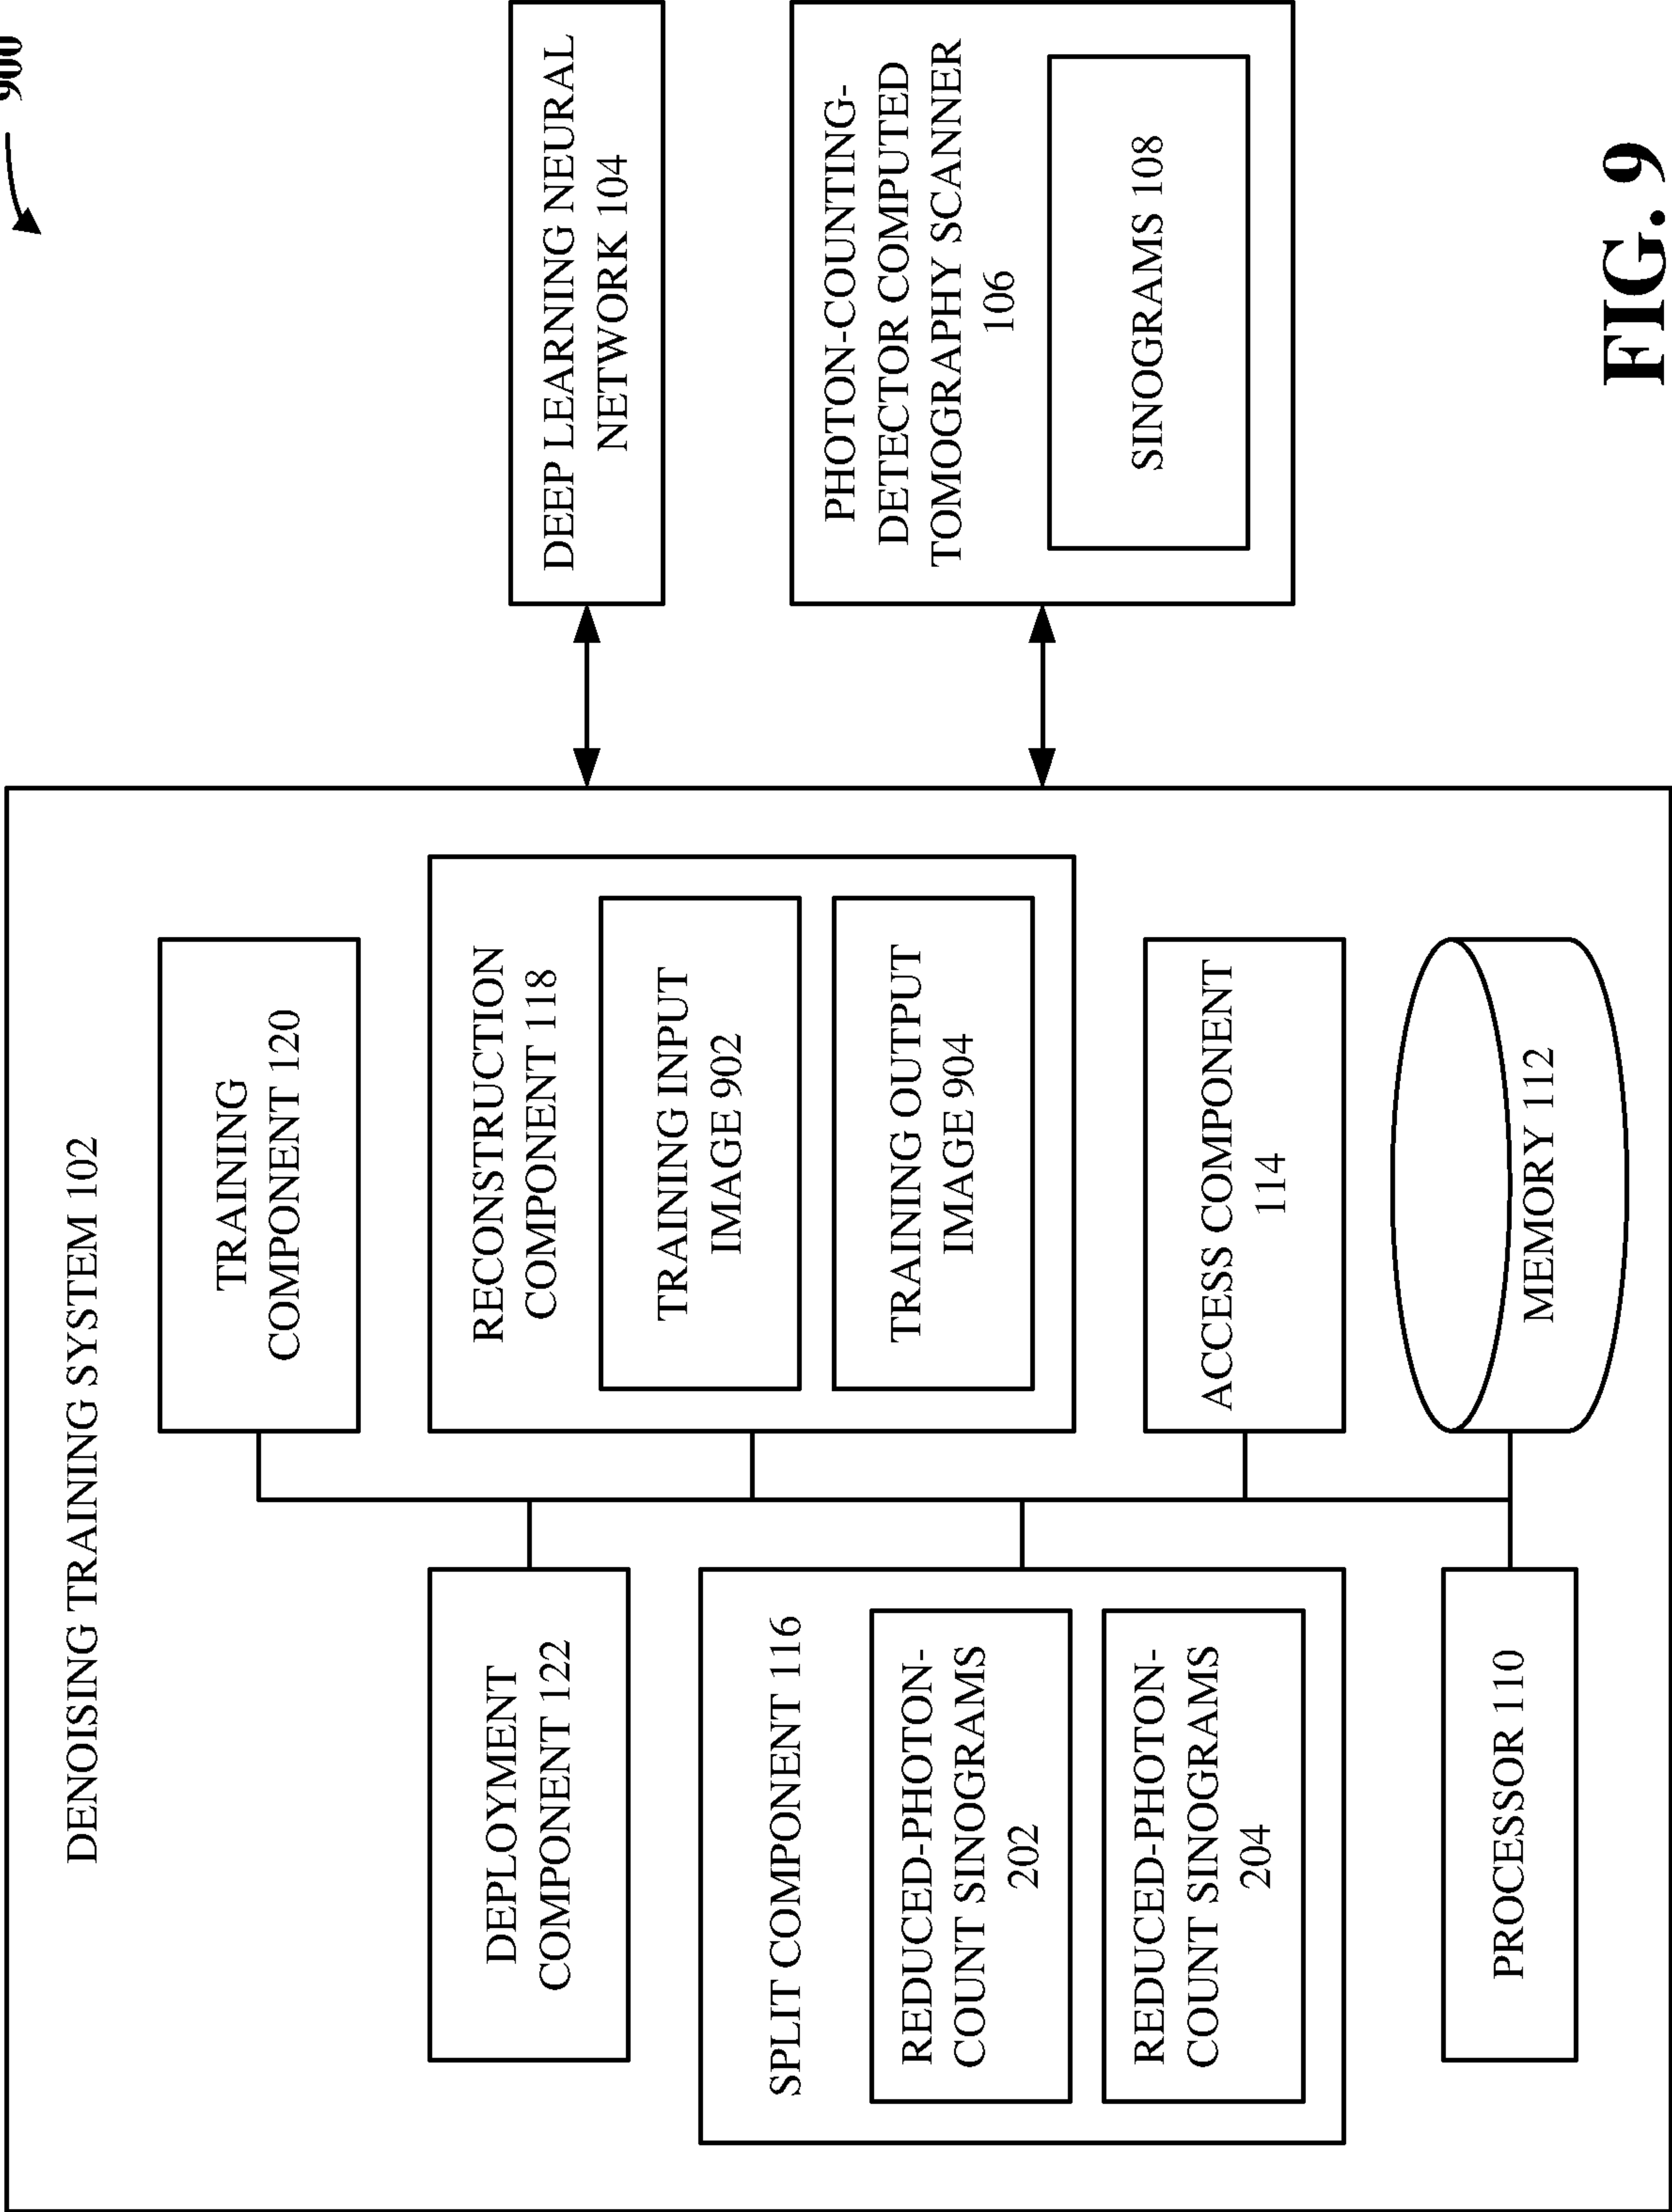 900
DENOISING TRAINING SYSTEM 102
DEPLOYMENT
COMPONENT 122
TRAINING
COMPONENT 120
SPLIT COMPONENT 116
REDUCED-PHOTON-
COUNT SINOGRAMS
202
REDUCED-PHOTON-
COUNT SINOGRAMS
204
RECONSTRUCTION
COMPONENT 118
TRAINING INPUT
IMAGE 902
TRAINING OUTPUT
IMAGE 904
ACCESS COMPONENT
114
PROCESSOR 110
MEMORY 112
DEEP LEARNING NEURAL
NETWORK 104
PHOTON-COUNTING-
DETECTOR COMPUTED
TOMOGRAPHY SCANNER
106
SINOGRAMS 108
FIG. 9